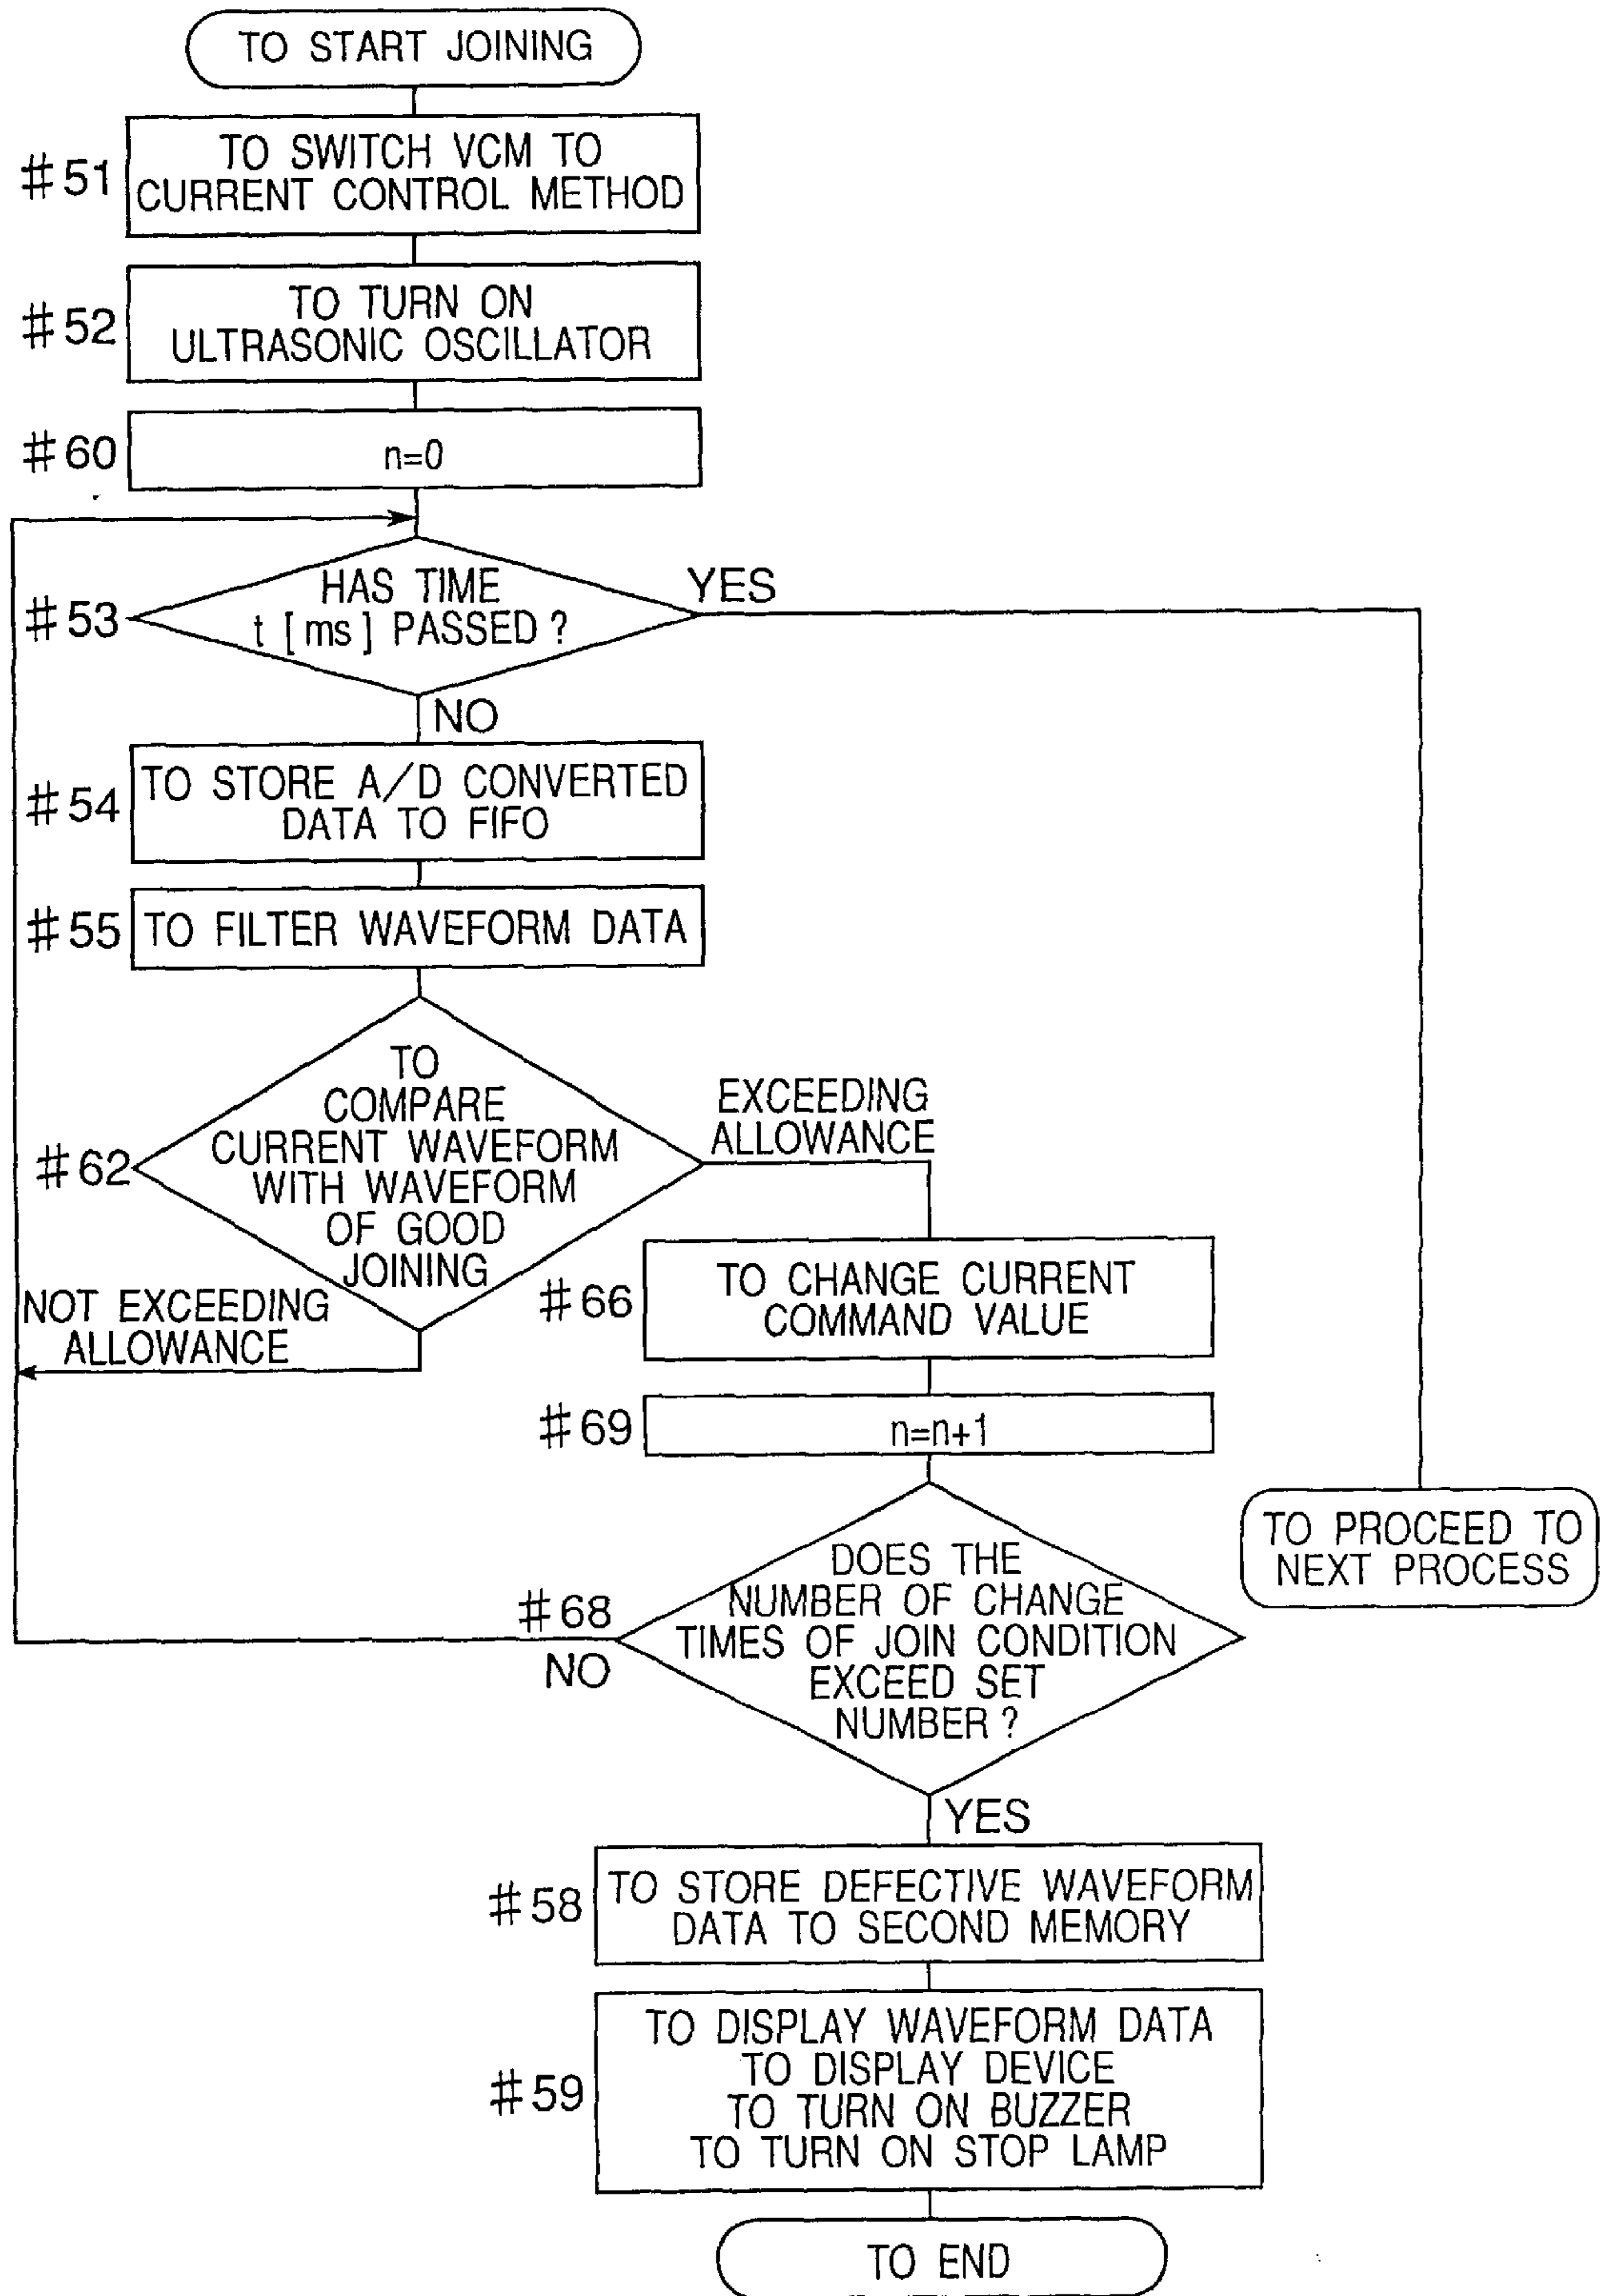 TO START JOINING
#51
TO SWITCH VCM TO
CURRENT CONTROL METHOD
#52
TO TURN ON
ULTRASONIC OSCILLATOR
#60
n=0
#53
HAS TIME
t [ms] PASSED ?
YES
NO
#54
TO STORE A/D CONVERTED
DATA TO FIFO
#55
TO FILTER WAVEFORM DATA
#62
TO
COMPARE
CURRENT WAVEFORM
WITH WAVEFORM
OF GOOD
JOINING
EXCEEDING
ALLOWANCE
NOT EXCEEDING
ALLOWANCE
#66
TO CHANGE CURRENT
COMMAND VALUE
#69
n=n+1
TO PROCEED TO
NEXT PROCESS
#68
DOES THE
NUMBER OF CHANGE
TIMES OF JOIN CONDITION
EXCEED SET
NUMBER ?
NO
YES
#58
TO STORE DEFECTIVE WAVEFORM
DATA TO SECOND MEMORY
#59
TO DISPLAY WAVEFORM DATA
TO DISPLAY DEVICE
TO TURN ON BUZZER
TO TURN ON STOP LAMP
TO END